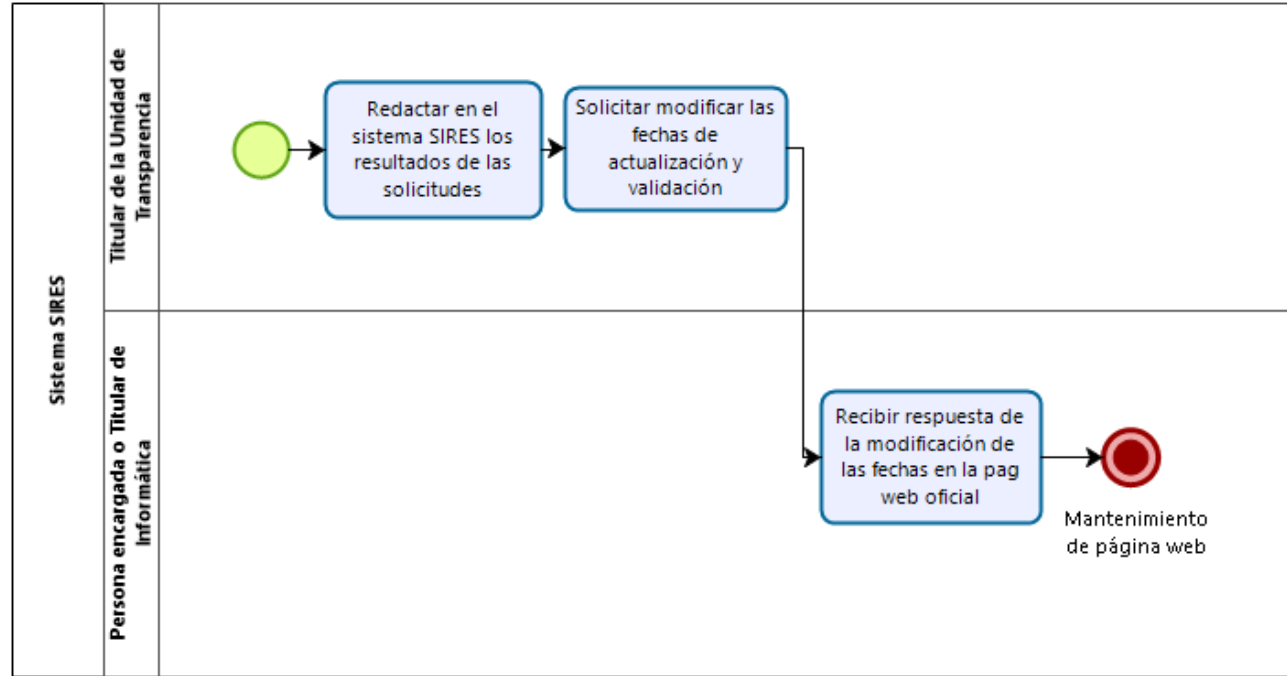 Sistema SIRES
Titular de la Unidad de
Transparencia
Redactar en el
sistema SIRES los
resultados de las
solicitudes
Solicitar modificar las
fechas de
actualización y
validación
Persona encargada o Titular de
Informática
Recibir respuesta de
la modificación de
las fechas en la pag
web oficial
Mantenimiento
de página web